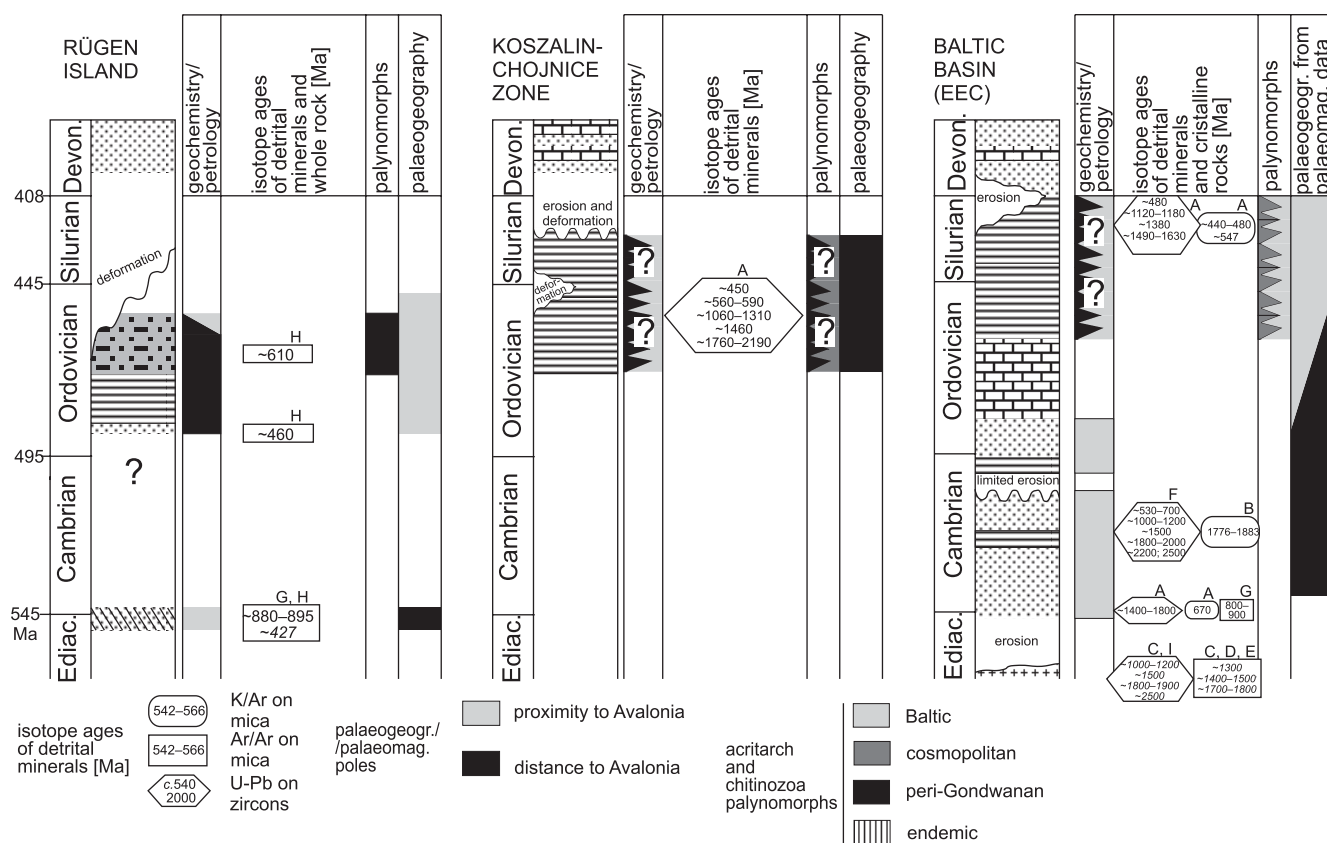 RÜGEN
ISLAND
geochemistry/
petrology
isotope ages
of detrital
minerals and
whole rock [Ma]
palynomorphs
palaeogeography
Devon.
408
Silurian
deformation
445
Ordovician
H
~610
H
~460
495
?
Cambrian
G, H
~880–895
~427
545
Ma
Ediac.
KOSZALIN-
CHOJNICE
ZONE
geochemistry/
petrology
isotope ages
of detrital
minerals [Ma]
palynomorphs
palaeogeography
Devon.
erosion and
deformation
Silurian
?
?
defor-
mation
A
~450
~560–590
~1060–1310
~1460
~1760–2190
Ordovician
?
?
Cambrian
Ediac.
BALTIC
BASIN
(EEC)
geochemistry/
petrology
isotope ages
of detrital
minerals
and cristalline
rocks [Ma]
palynomorphs
palaeogeogr. from
palaeomag. data
Devon.
erosion
Silurian
?
?
~480
~1120–1180
~1380
~1490–1630
A
A
~440–480
~547
Ordovician
limited erosion
Cambrian
F
~530–700
~1000–1200
~1500
~1800–2000
~2200; 2500
B
1776–1883
A
~1400–1800
A
670
G
800–
900
Ediac.
erosion
C, I
~1000–1200
~1500
~1800–1900
~2500
C, D, E
~1300
~1400–1500
~1700–1800
isotope ages
of detrital
minerals [Ma]
542–566
K/Ar on
mica
542–566
Ar/Ar on
mica
c.540
2000
U-Pb on
zircons
palaeogeogr./
/palaeomag.
poles
proximity to Avalonia
distance to Avalonia
acritarch
and
chitinozoa
palynomorphs
Baltic
cosmopolitan
peri-Gondwanan
endemic